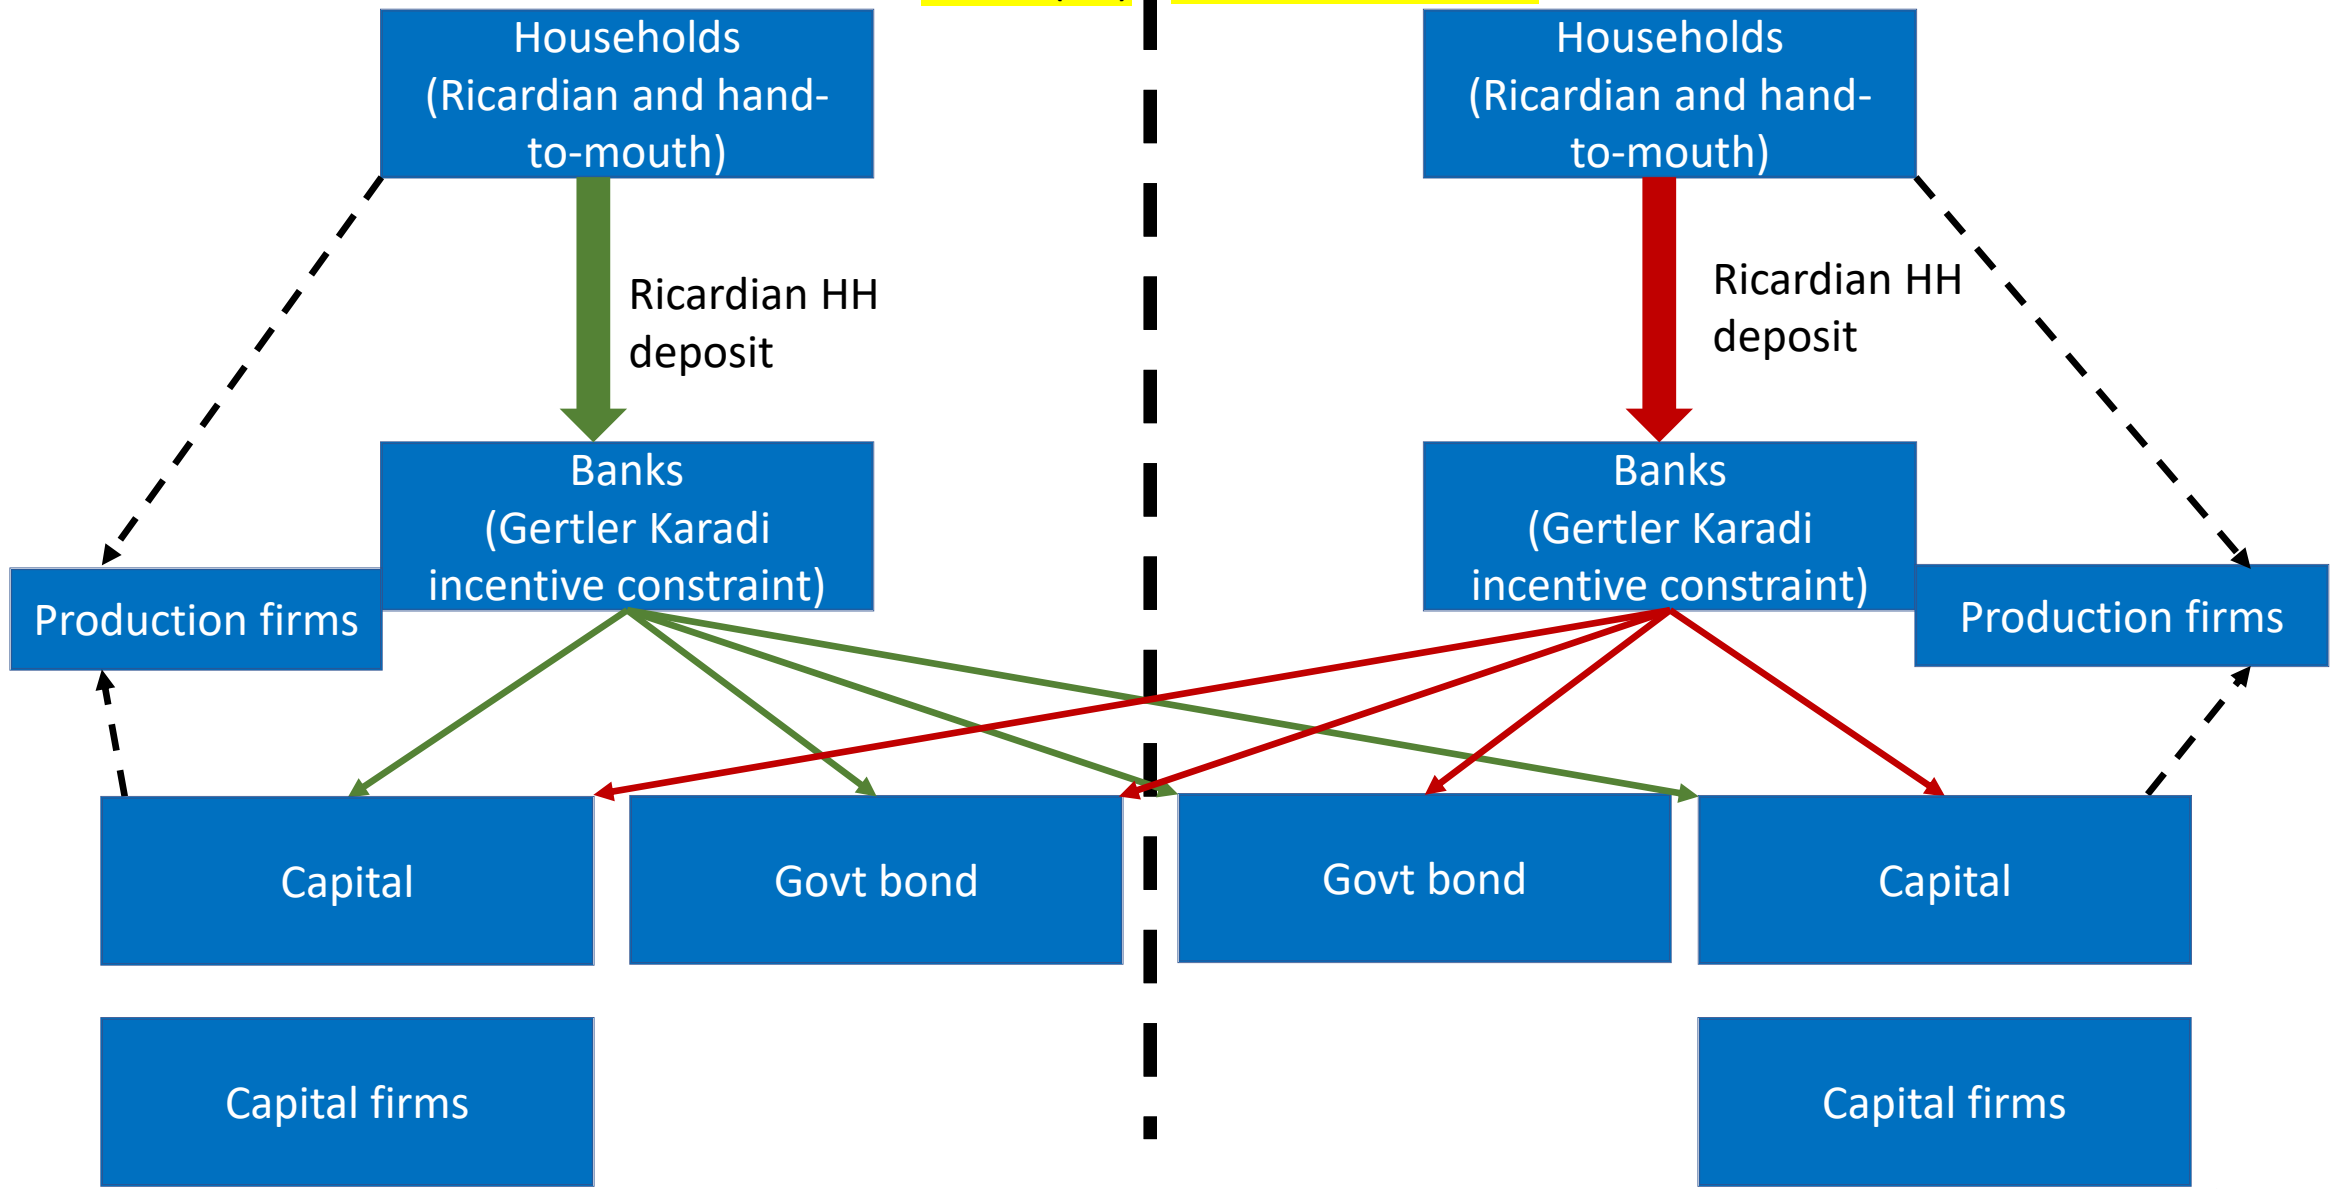 Households
(Ricardian and hand-
to-mouth)
Households
(Ricardian and hand-
to-mouth)
Ricardian HH
deposit
Ricardian HH
deposit
Banks
(Gertler Karadi
incentive constraint)
Banks
(Gertler Karadi
incentive constraint)
Production firms
Production firms
Capital
Govt bond
Govt bond
Capital
Capital firms
Capital firms